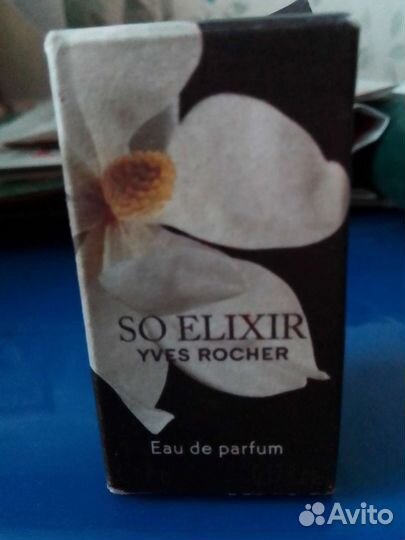 SO ELIXIR
YVES ROCHER
Eau de parfum
Avito